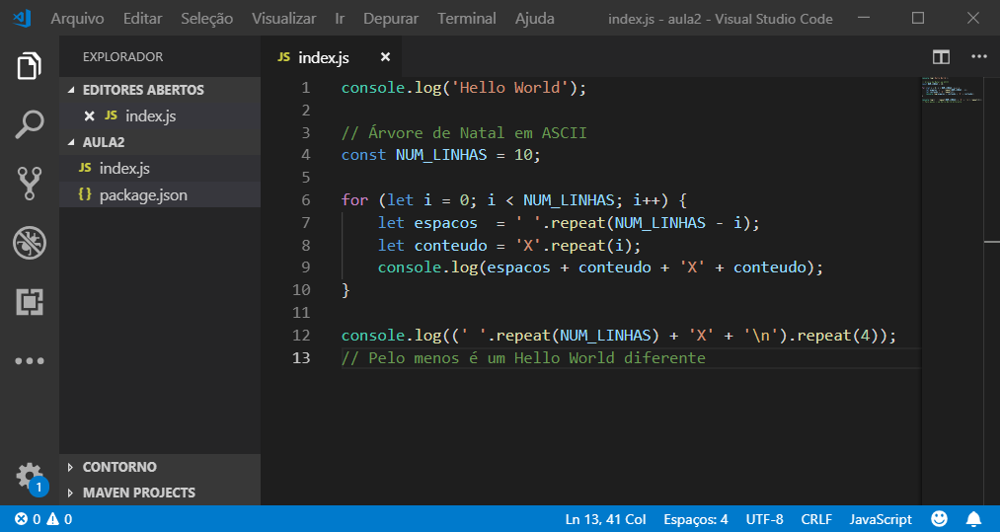 Arquivo Editar Seleção Visualizar Ir Depurar Terminal Ajuda index.js - aula2 - Visual Studio Code
EXPLORADOR
EDITORES ABERTOS
JS index.js
AULA2
JS index.js
{} package.json
CONTORNO
MAVEN PROJECTS
1
JS index.js
1 console.log('Hello World');
2
3 // Árvore de Natal em ASCII
4 const NUM_LINHAS = 10;
5
6 for (let i = 0; i < NUM_LINHAS; i++) {
7     let espacos  = ' '.repeat(NUM_LINHAS - i);
8     let conteudo = 'X'.repeat(i);
9     console.log(espacos + conteudo + 'X' + conteudo);
10 }
11
12 console.log((' '.repeat(NUM_LINHAS) + 'X' + '\n').repeat(4));
13 // Pelo menos é um Hello World diferente
0 0 Ln 13, 41 Col Espaços: 4 UTF-8 CRLF JavaScript